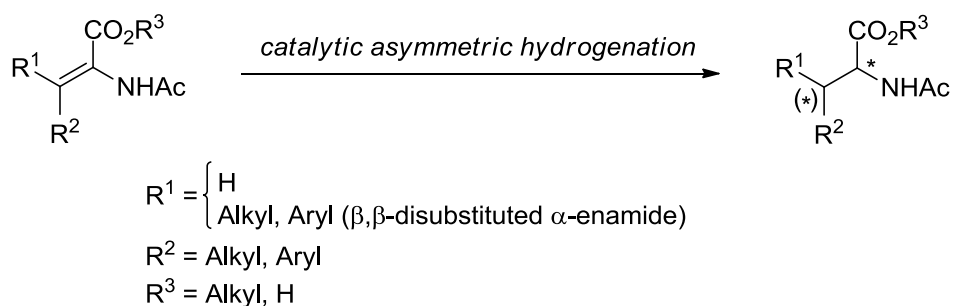 CO₂R³
R¹
NHAc
R²
catalytic asymmetric hydrogenation
CO₂R³
R¹
*
(*)
NHAc
R²
R¹ = { H
Alkyl, Aryl (β,β-disubstituted α-enamide)
R² = Alkyl, Aryl
R³ = Alkyl, H